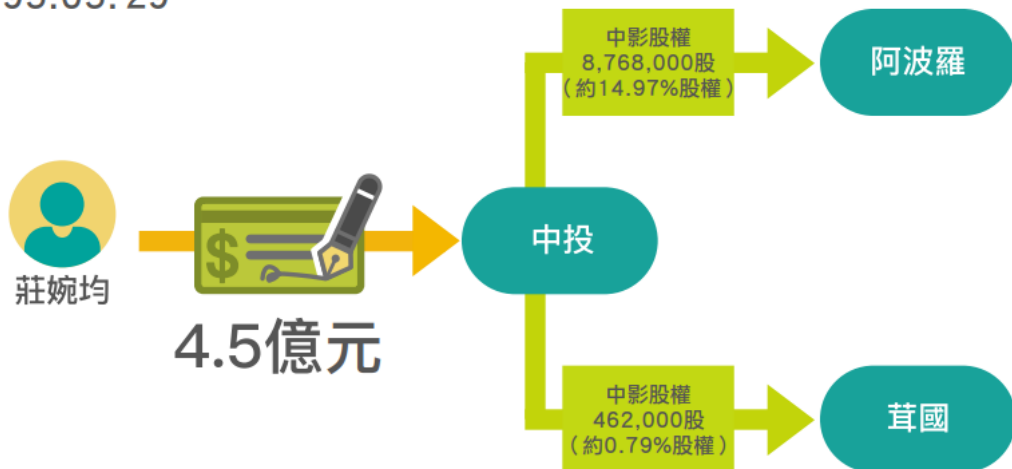 中影股權
8,768,000股
（約14.97%股權）
阿波羅
莊婉均
$
4.5億元
中投
中影股權
462,000股
（約0.79%股權）
茸國